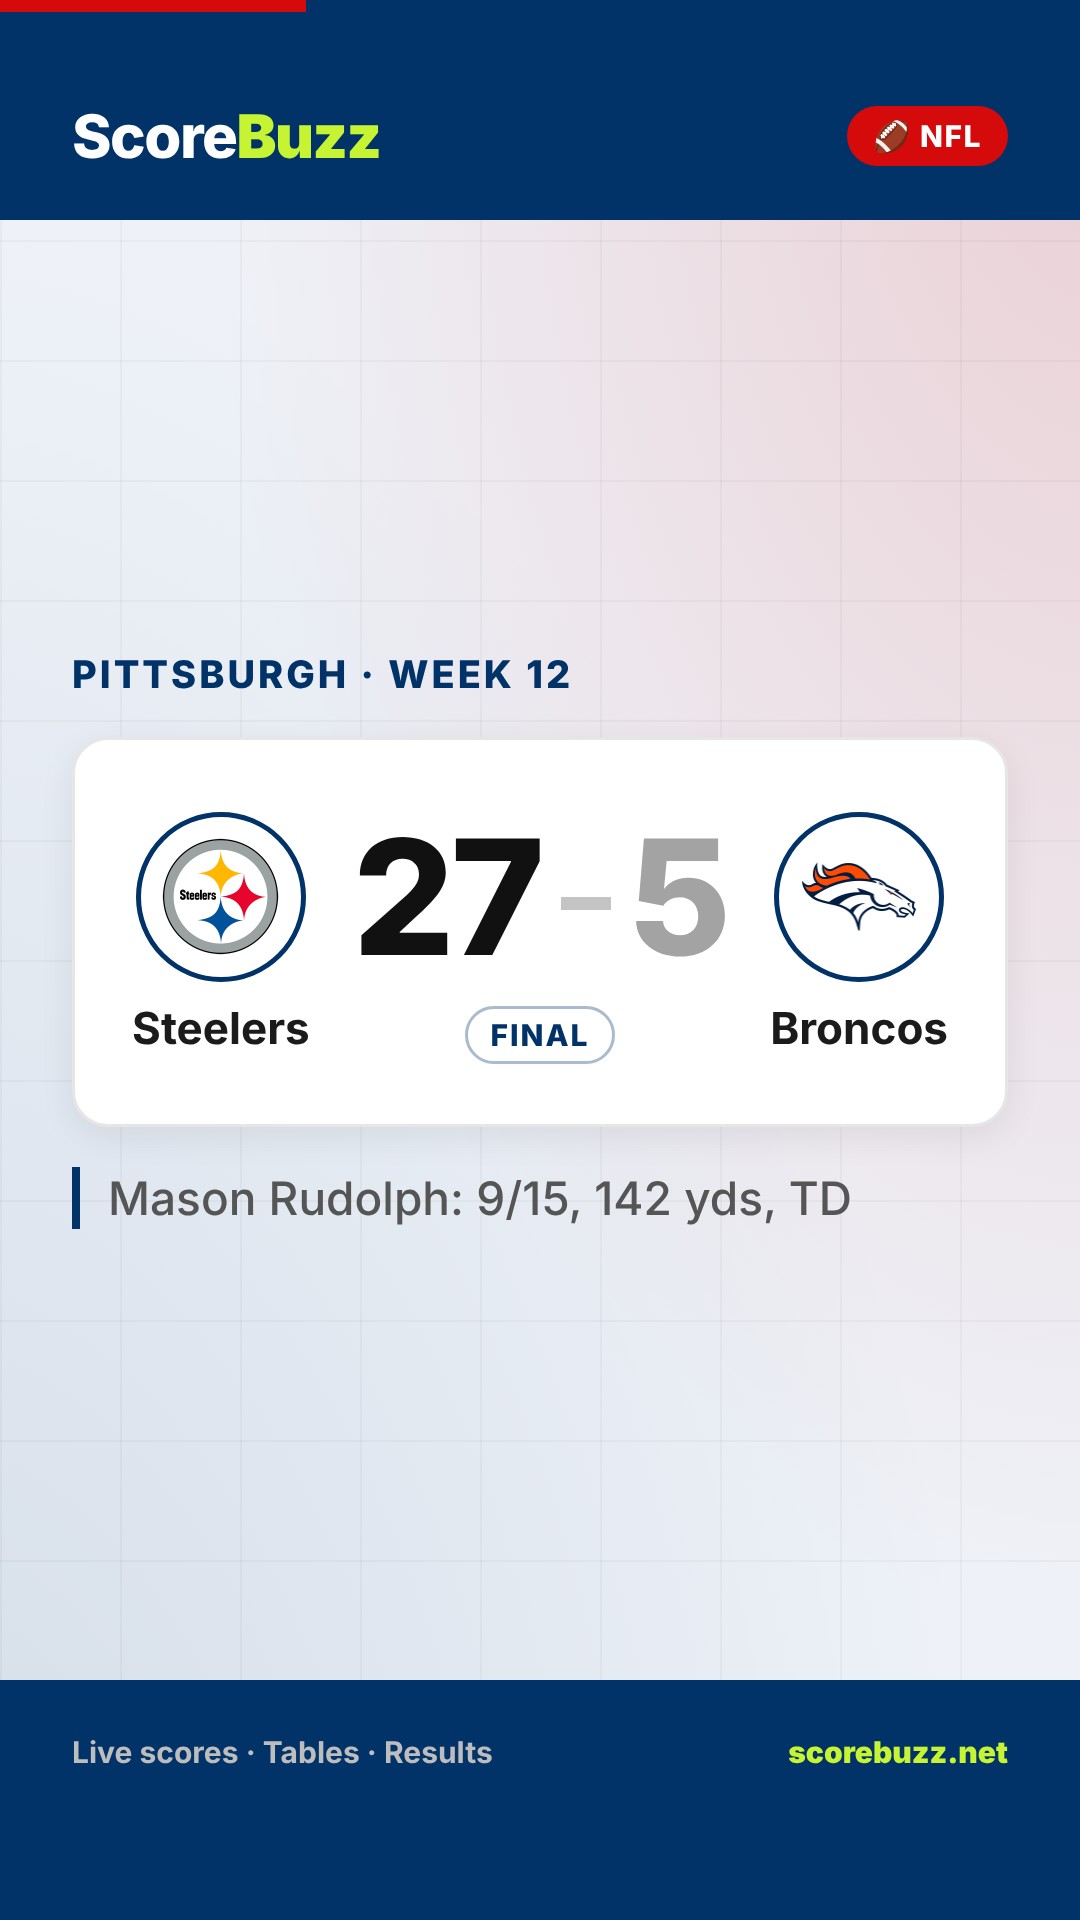 ScoreBuzz
🏈 NFL
PITTSBURGH · WEEK 12
Steelers
27 - 5
Steelers
FINAL
Broncos
Mason Rudolph: 9/15, 142 yds, TD
Live scores · Tables · Results
scorebuzz.net